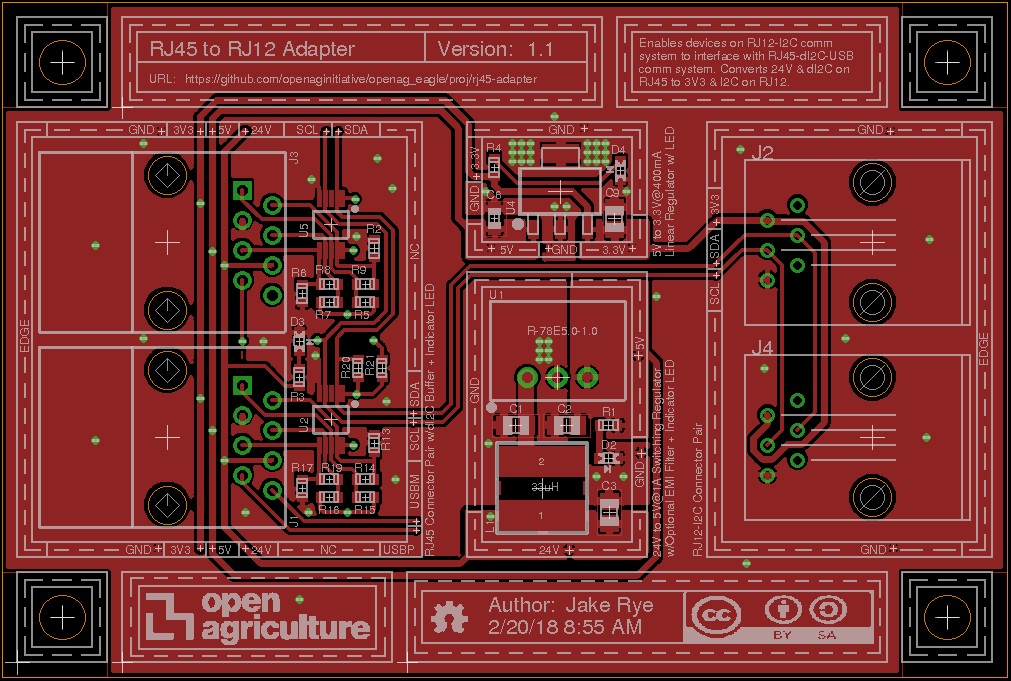 RJ45 to RJ12 Adapter
Version: 1.1
URL: https://github.com/openaginitiative/openag_eagle/proj/rj45-adapter
Enables devices on RJ12-I2C comm
system to interface with RJ45-dI2C-USB
comm system. Converts 24V & dI2C on
RJ45 to 3V3 & I2C on RJ12.
GND 3V3 5V 24V SCL SDA
J3
U5
R2
R6
R8
R9
R7
R5
D3
R3
R20
R21
NC
EDGE
U2
R13
R17
R19
R14
R16
R15
J1
SDA
SCL
USBM
GND 3V3 5V 24V NC USBP
RJ45 Connector Pair w/dI2C Buffer + Indicator LED
GND
R4
D4
3.3V
GND
C6
U4
5V GND 3.3V
5V to 3.3V@400mA
Linear Regulator w/ LED
U1
R-78E5.0-1.0
5V
GND
C1
C2
R1
D2
GND
2
33uH
1
C3
24V
24V to 5V@1A Switching Regulator
w/Optional EMI Filter + Indicator LED
GND
J2
3V3
SDA
SCL
J4
EDGE
GND
RJ12-I2C Connector Pair
open
agriculture
Author: Jake Rye
2/20/18 8:55 AM
cc
BY SA